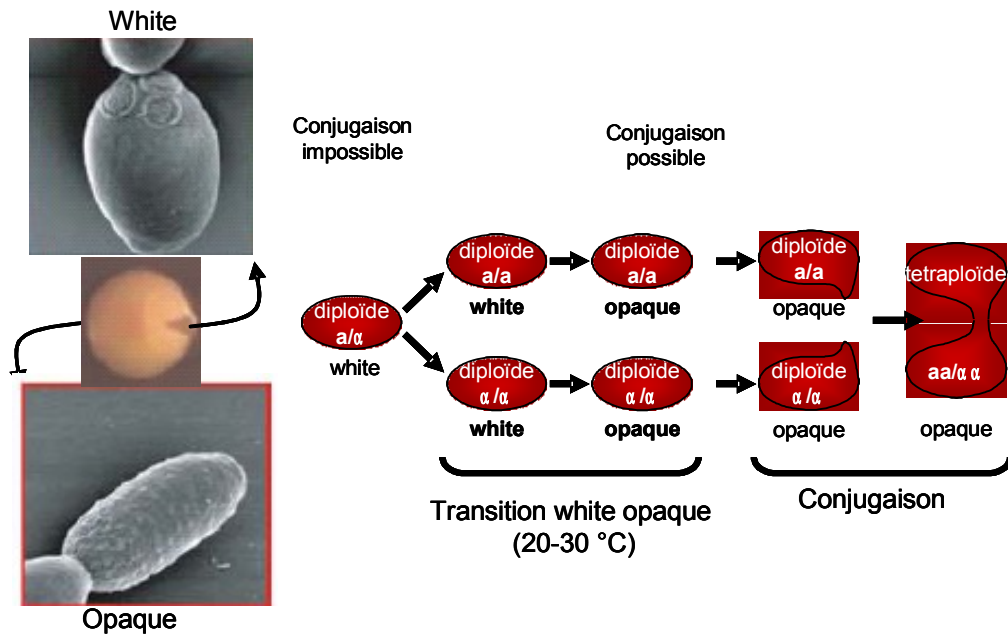 White
Opaque
Conjugaison
impossible
Conjugaison
possible
diploïde
a/α
white
diploïde
a/a
white
diploïde
a/a
opaque
diploïde
a/a
opaque
diploïde
α /α
white
diploïde
α /α
opaque
diploïde
α /α
opaque
tetraploïde
aa/α α
opaque
Transition white opaque
(20-30 °C)
Conjugaison